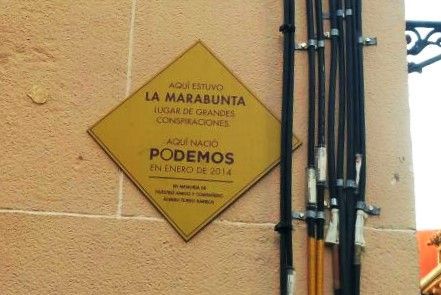 AQUÍ ESTUVO
LA MARABUNTA
LUGAR DE GRANDES
CONSPIRACIONES.
AQUÍ NACIÓ
PODEMOS
EN ENERO DE 2014
EN MEMORIA DE
NUESTRO AMIGO Y COMPAÑERO